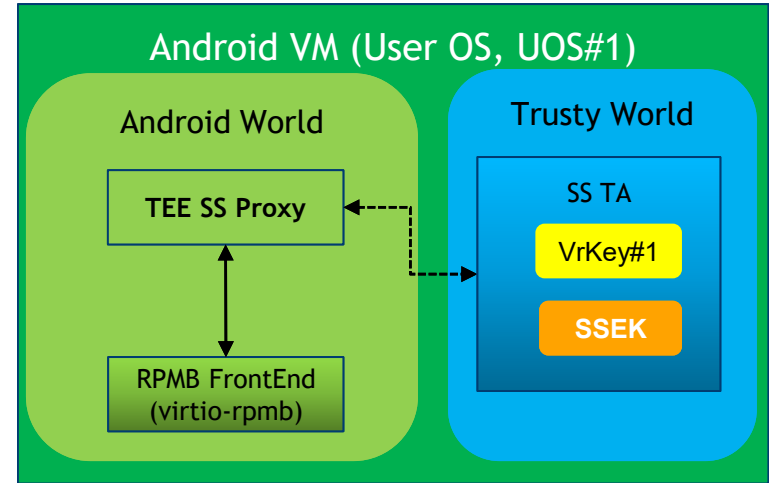 Android VM (User OS, UOS#1)
Android World
TEE SS Proxy
RPMB FrontEnd
(virtio-rpmb)
Trusty World
SS TA
VrKey#1
SSEK